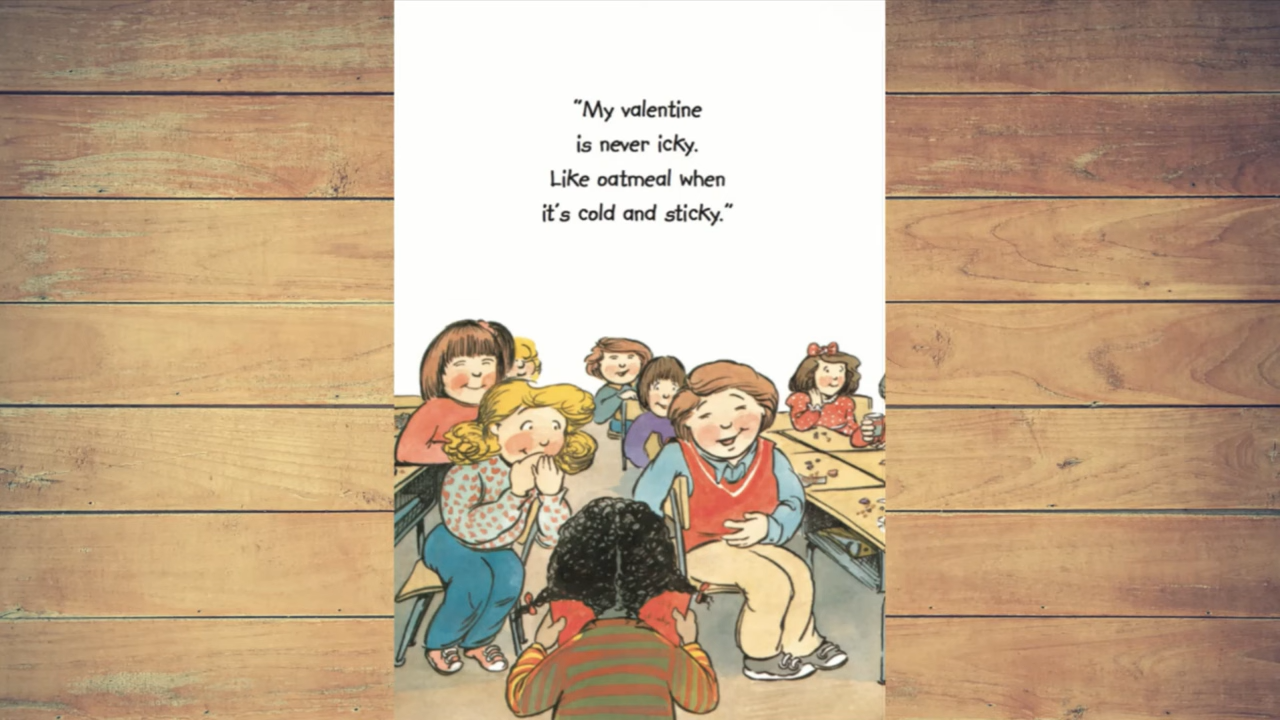 “My valentine
is never icky.
Like oatmeal when
it's cold and sticky.”